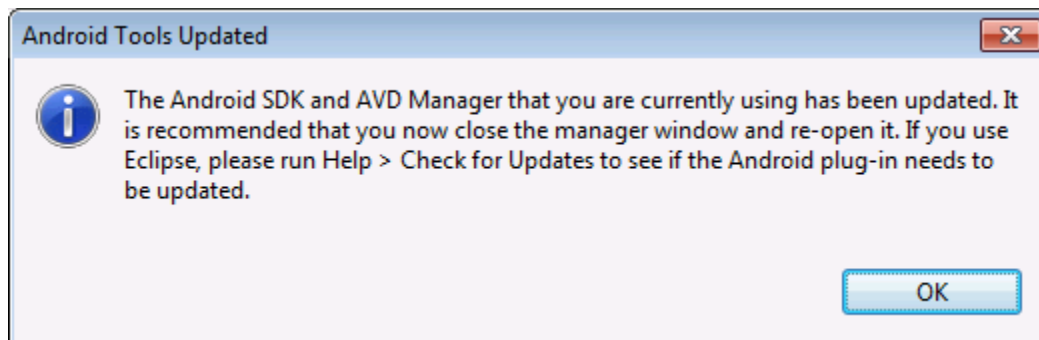 Android Tools Updated
The Android SDK and AVD Manager that you are currently using has been updated. It
is recommended that you now close the manager window and re-open it. If you use
Eclipse, please run Help > Check for Updates to see if the Android plug-in needs to
be updated.
OK